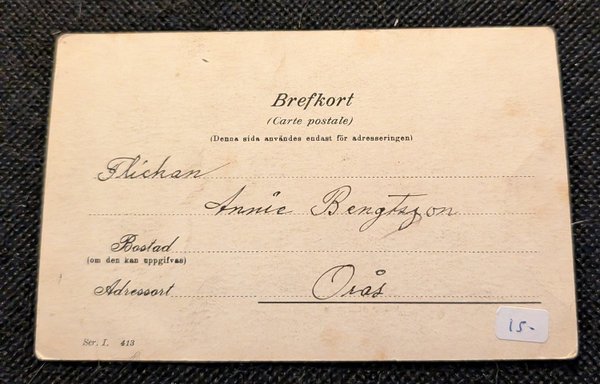 Brefkort
(Carte postale)
(Denna sida användes endast för adresseringen)
Flickan
Annie Bengtsson
Bostad
(om den kan uppgifvas)
Adressort Orås
15-
Ser. I. 413